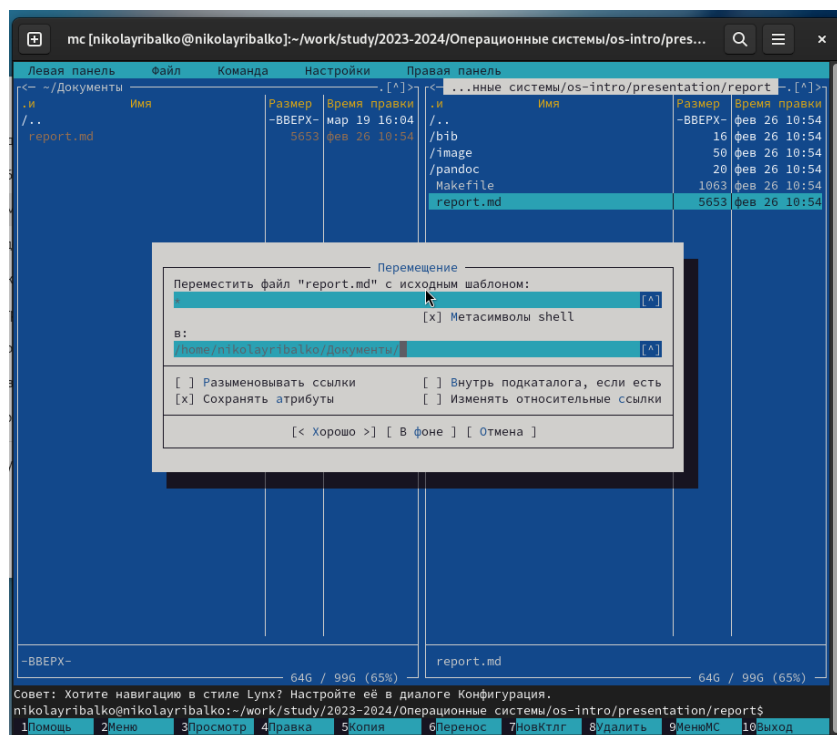 mc [nikolayribalko@nikolayribalko]:~/work/study/2023-2024/Операционные системы/os-intro/pres...
Левая панель Файл Команда Настройки Правая панель
<— ~/Документы .[^]> <— ...нные системы/os-intro/presentation/report .[^]>
.и Имя Размер Время правки .и Имя Размер Время правки
/.. -ВВЕРХ- мар 19 16:04 /.. -ВВЕРХ- фев 26 10:54
report.md 5653 фев 26 10:54 /bib 16 фев 26 10:54
/image 50 фев 26 10:54
/pandoc 20 фев 26 10:54
Makefile 1063 фев 26 10:54
report.md 5653 фев 26 10:54
Перемещение
Переместить файл "report.md" с исходным шаблоном:
* [^]
[x] Метасимволы shell
в:
/home/nikolayribalko/Документы/ [^]
[ ] Разыменовывать ссылки [ ] Внутрь подкаталога, если есть
[x] Сохранять атрибуты [ ] Изменять относительные ссылки
[< Хорошо >] [ В фоне ] [ Отмена ]
-ВВЕРХ- report.md
64G / 99G (65%) 64G / 99G (65%)
Совет: Хотите навигацию в стиле Lynx? Настройте её в диалоге Конфигурация.
nikolayribalko@nikolayribalko:~/work/study/2023-2024/Операционные системы/os-intro/presentation/report$
1Помощь 2Меню 3Просмотр 4Правка 5Копия 6Перенос 7НовКтлг 8Удалить 9МенюМС 10Выход